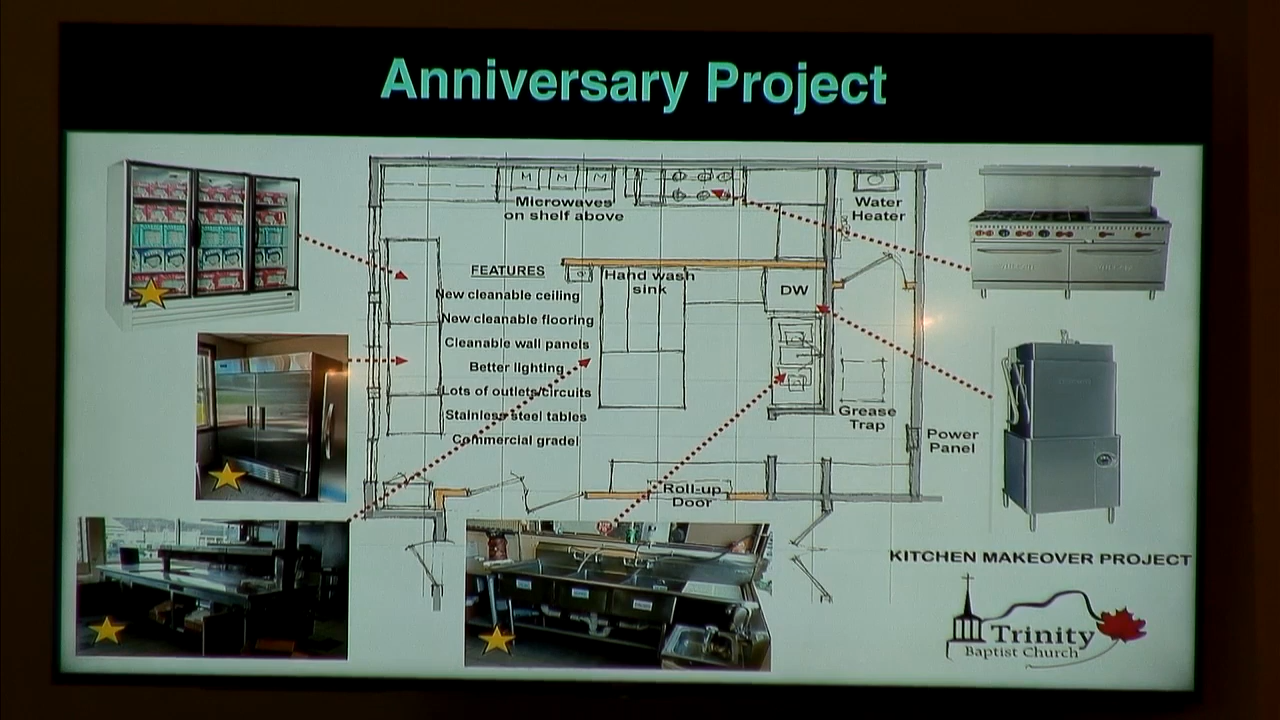 Anniversary Project
M M M
Microwaves
on shelf above
Water
Heater
FEATURES
Hand wash
sink
DW
New cleanable ceiling
New cleanable flooring
Cleanable wall panels
Better lighting
Lots of outlets/circuits
Stainless steel tables
Commercial grade!
Grease
Trap
Power
Panel
Roll-up
Door
KITCHEN MAKEOVER PROJECT
Trinity
Baptist Church